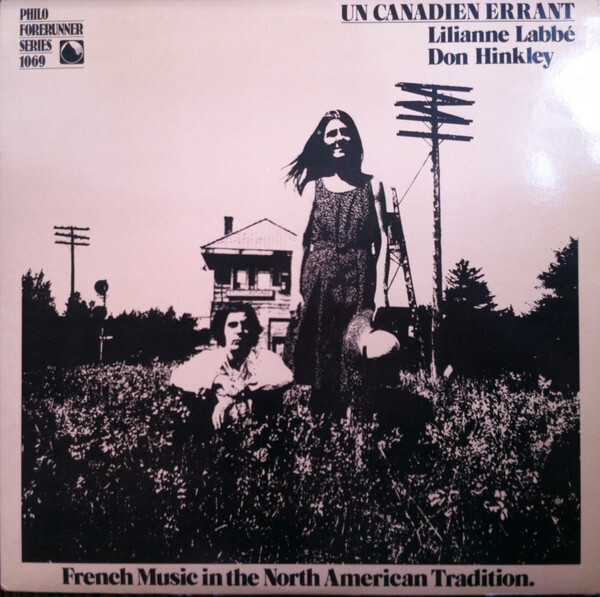 PHILO
FORERUNNER
SERIES
1069
UN CANADIEN ERRANT
Lilianne Labbé
Don Hinkley
French Music in the North American Tradition.